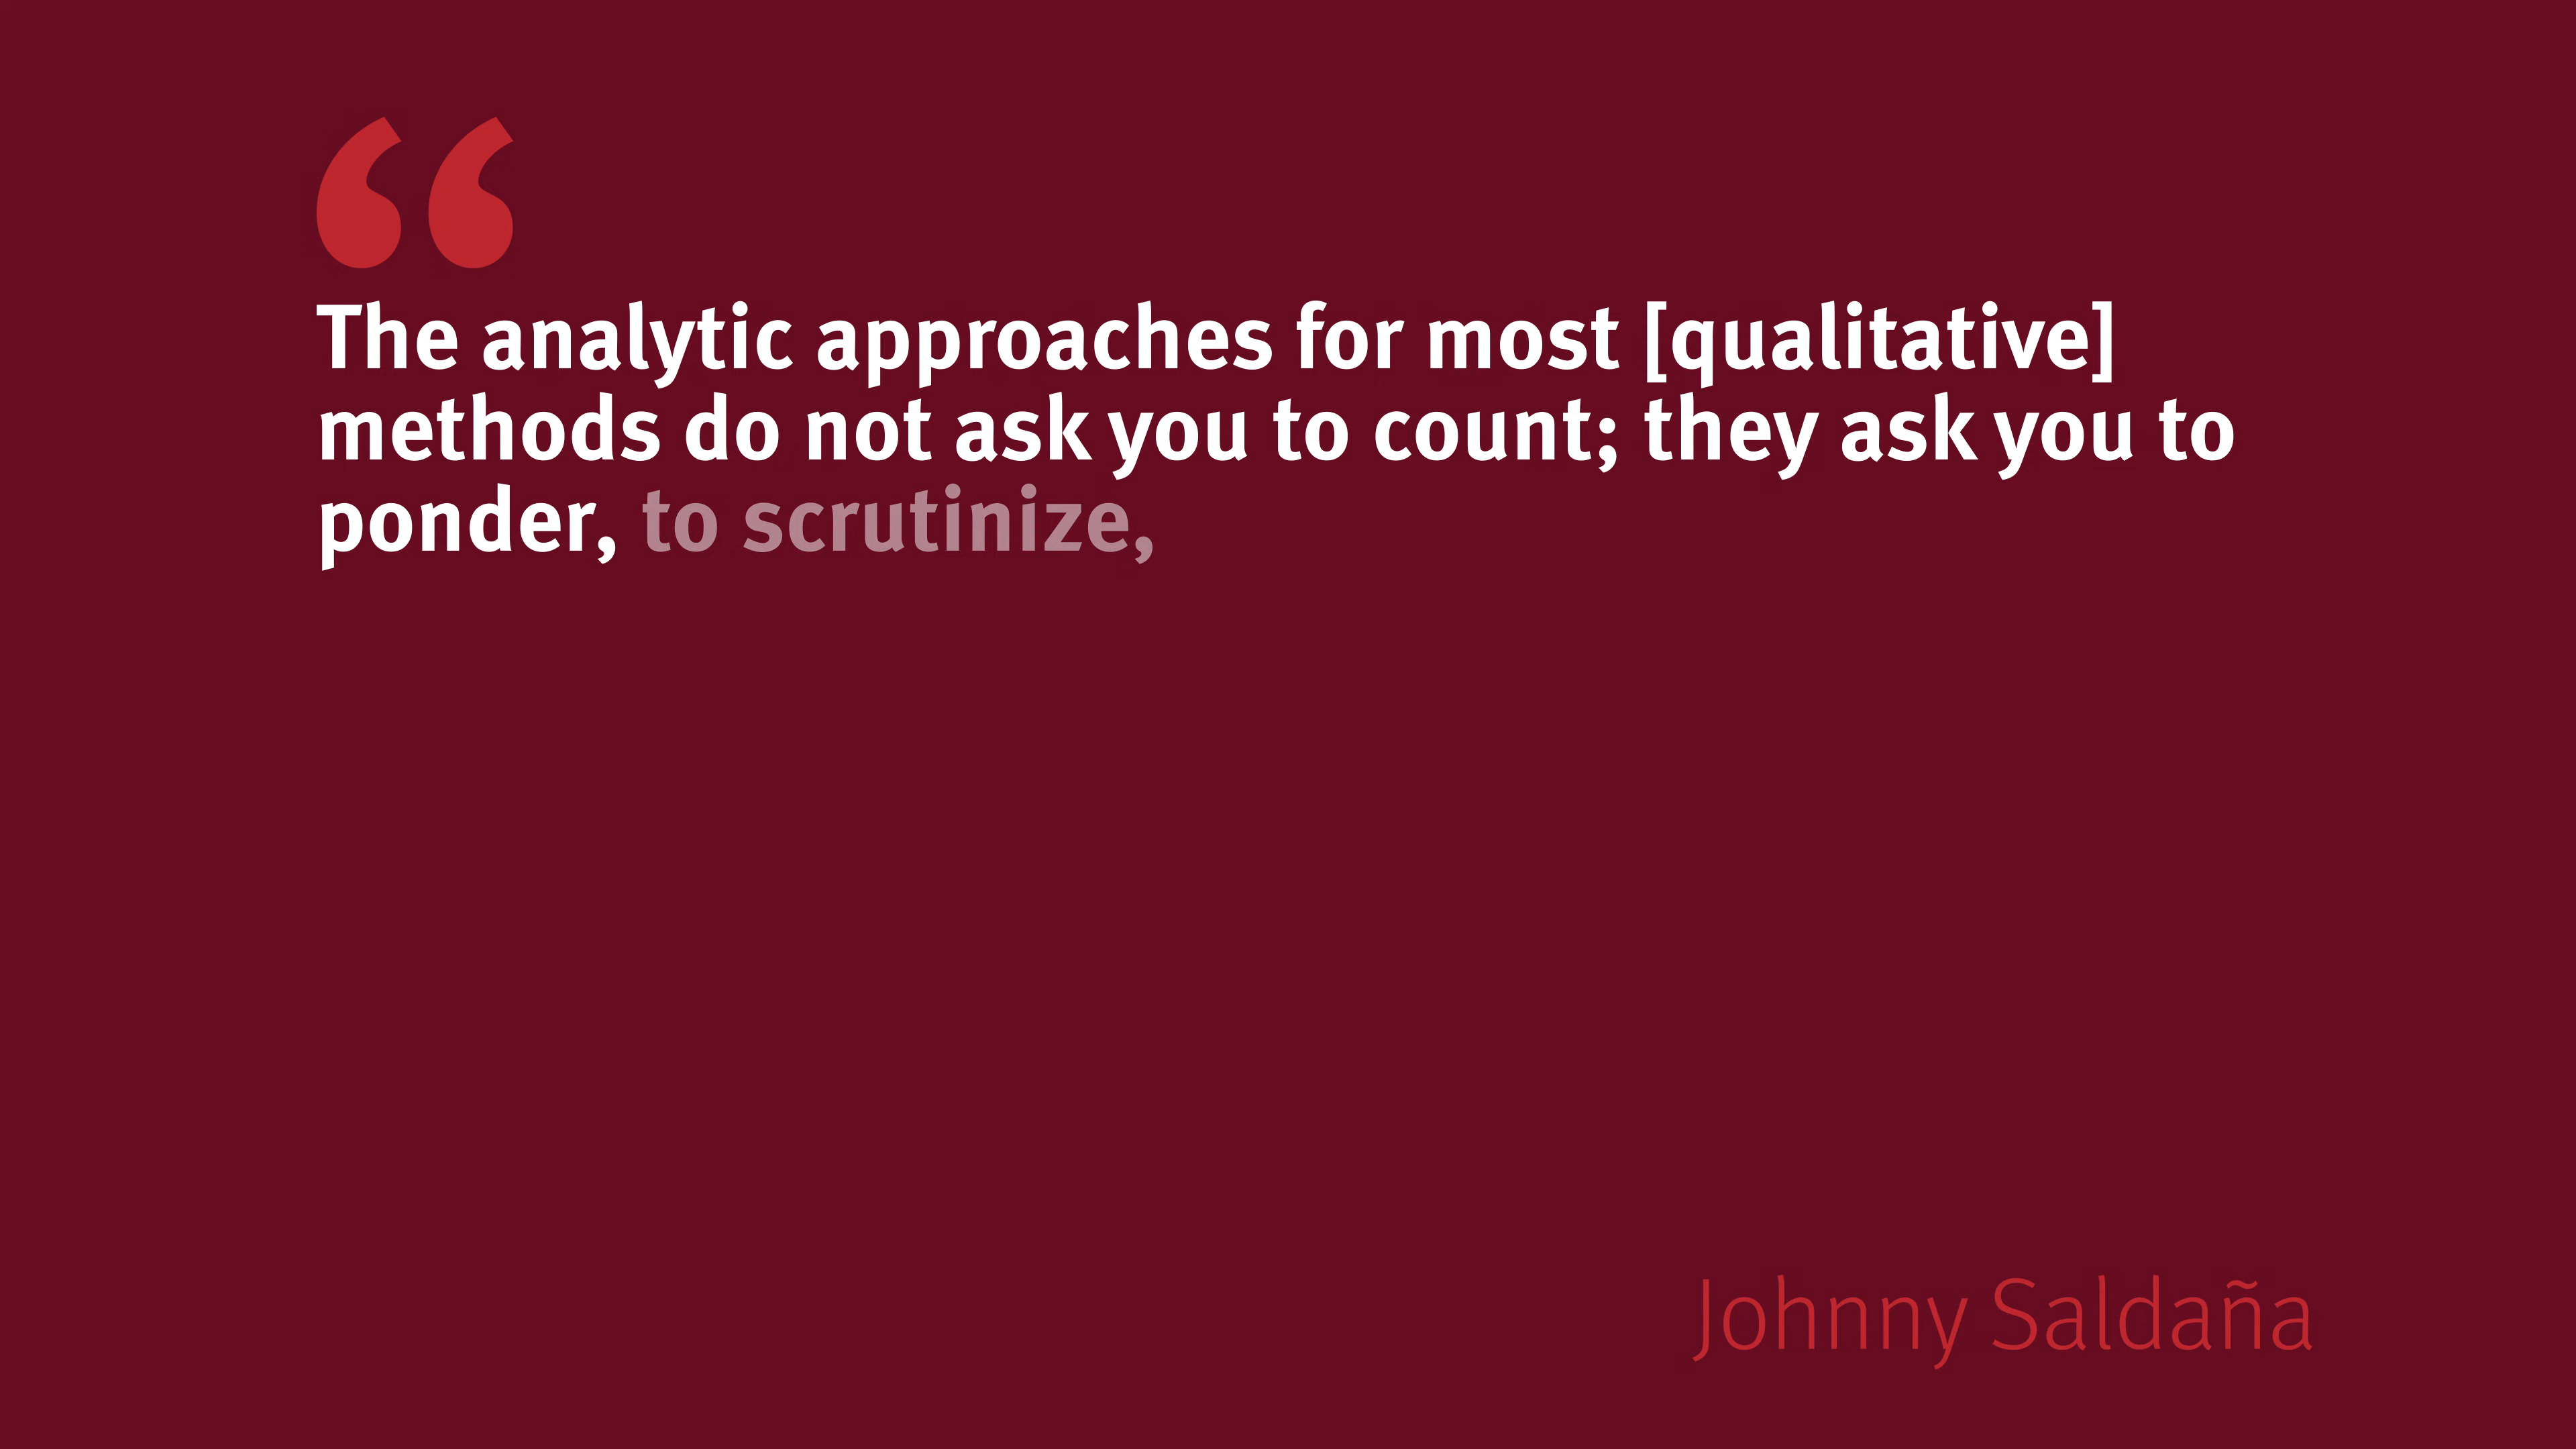 “
The analytic approaches for most [qualitative]
methods do not ask you to count; they ask you to
ponder, to scrutinize,
Johnny Saldaña